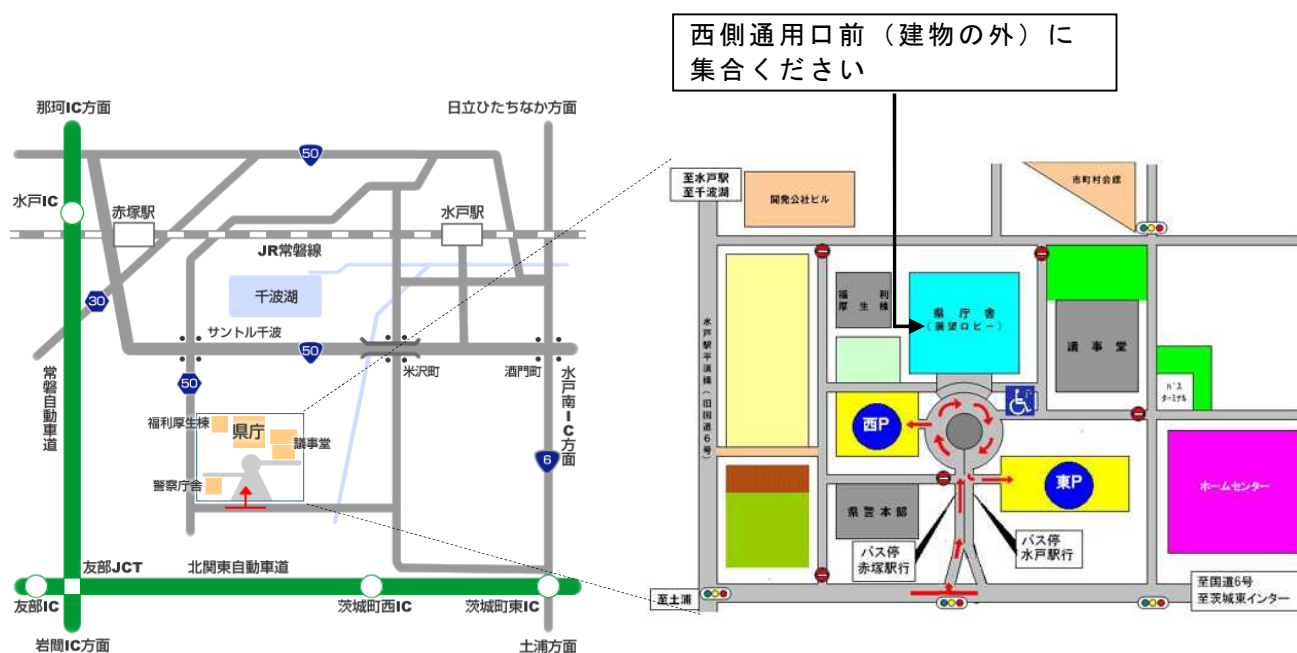 西側通用口前（建物の外）に
集合ください
那珂IC方面
日立ひたちなか方面
50
水戸IC
赤塚駅
水戸駅
JR常磐線
千波湖
30
サントル千波
50
米沢町
酒門町
50
常磐自動車道
水戸南IC方面
福利厚生棟
県庁
議事堂
6
警察庁舎
友部JCT
北関東自動車道
友部IC
茨城町西IC
茨城町東IC
岩間IC方面
土浦方面
至水戸駅
至千波湖
開発公社ビル
市町村会館
福利
厚生棟
県庁舎
(展望ロビー)
議事堂
水戸駅平須線(旧国道6号)
バス
ターミナル
西P
東P
ホームセンター
県警本部
バス停
赤塚駅行
バス停
水戸駅行
至土浦
至国道6号
至茨城東インター